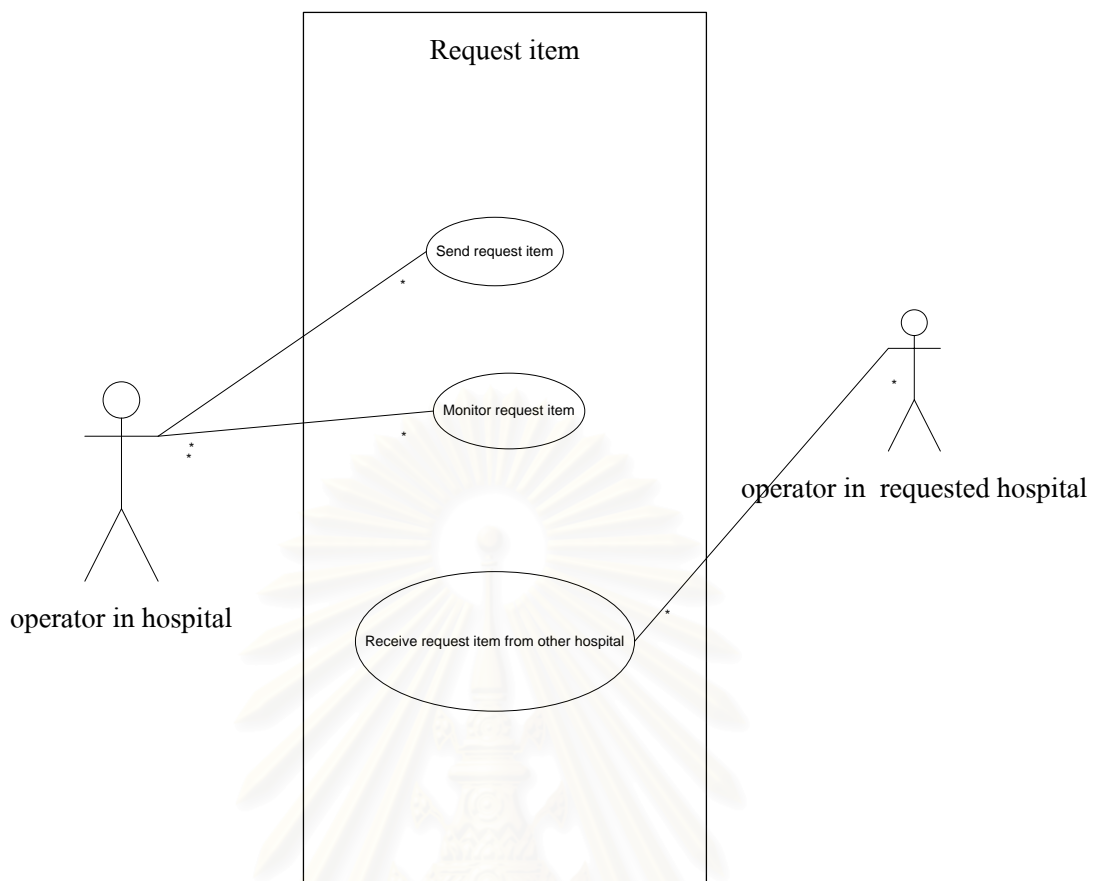 Request item
Send request item
*
Monitor request item
*
*
*
*
operator in requested hospital
operator in hospital
*
Receive request item from other hospital